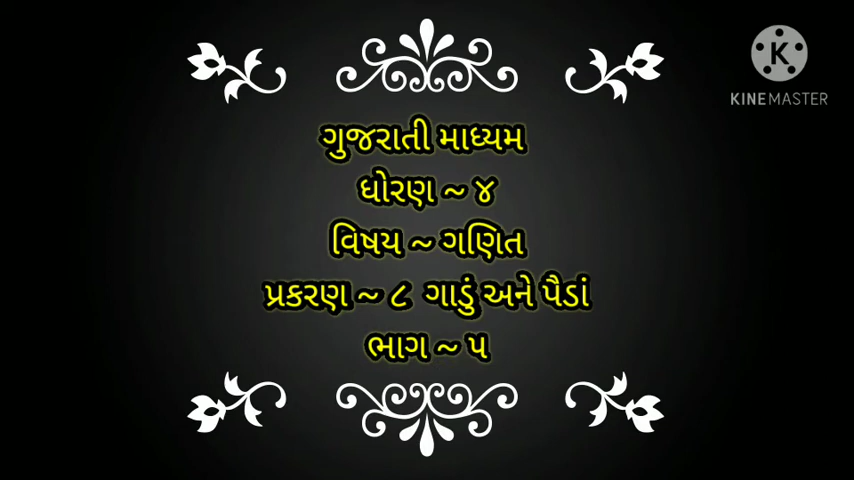 KINEMASTER
ગુજરાતી માધ્યમ
ધોરણ ~ ૪
વિષય ~ ગણિત
પ્રકરણ ~ ૮ ગાડું અને પૈડાં
ભાગ ~ ૫